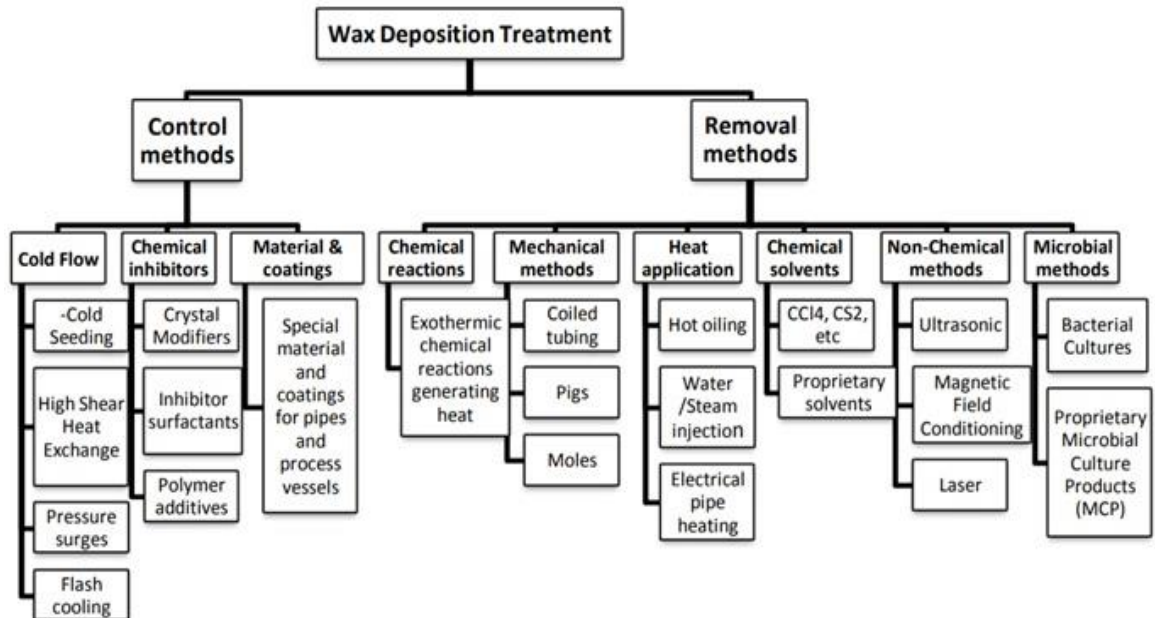 Wax Deposition Treatment
Control
methods
Removal
methods
Cold Flow
-Cold
Seeding
High Shear
Heat
Exchange
Pressure
surges
Flash
cooling
Chemical
inhibitors
Crystal
Modifiers
Inhibitor
surfactants
Polymer
additives
Material &
coatings
Special
material
and
coatings
for pipes
and
process
vessels
Chemical
reactions
Exothermic
chemical
reactions
generating
heat
Mechanical
methods
Coiled
tubing
Pigs
Moles
Heat
application
Hot oiling
Water
/Steam
injection
Electrical
pipe
heating
Chemical
solvents
CCl4, CS2,
etc
Proprietary
solvents
Non-Chemical
methods
Ultrasonic
Magnetic
Field
Conditioning
Laser
Microbial
methods
Bacterial
Cultures
Proprietary
Microbial
Culture
Products
(MCP)